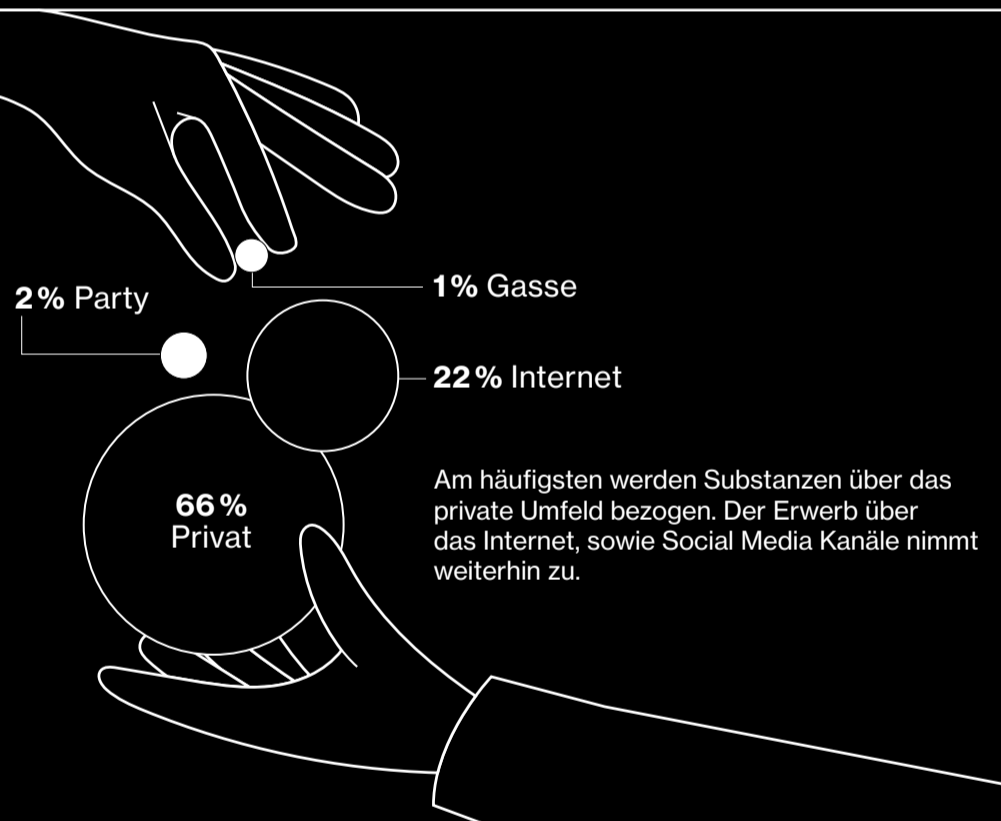 1% Gasse
2% Party
22% Internet
66%
Privat
Am häufigsten werden Substanzen über das
private Umfeld bezogen. Der Erwerb über
das Internet, sowie Social Media Kanäle nimmt
weiterhin zu.